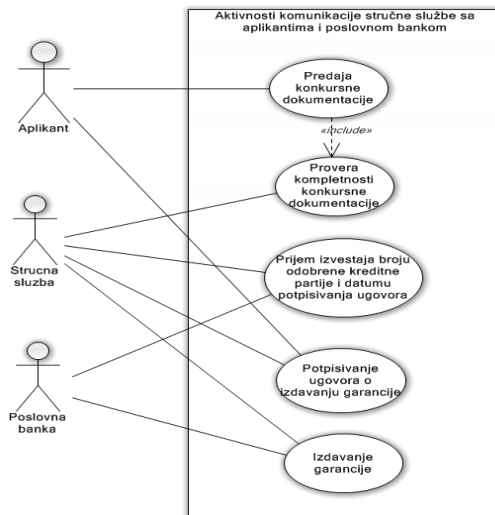 Aktivnosti komunikacije stručne službe sa
aplikantima i poslovnom bankom
Aplikant
Predaja
konkursne
dokumentacije
«include»
Provera
kompletnosti
konkursne
dokumentacije
Strucna
sluzba
Prijem izvestaja broju
odobrene kreditne
partije i datumu
potpisivanja ugovora
Poslovna
banka
Potpisivanje
ugovora o
izdavanju garancije
Izdavanje
garancije